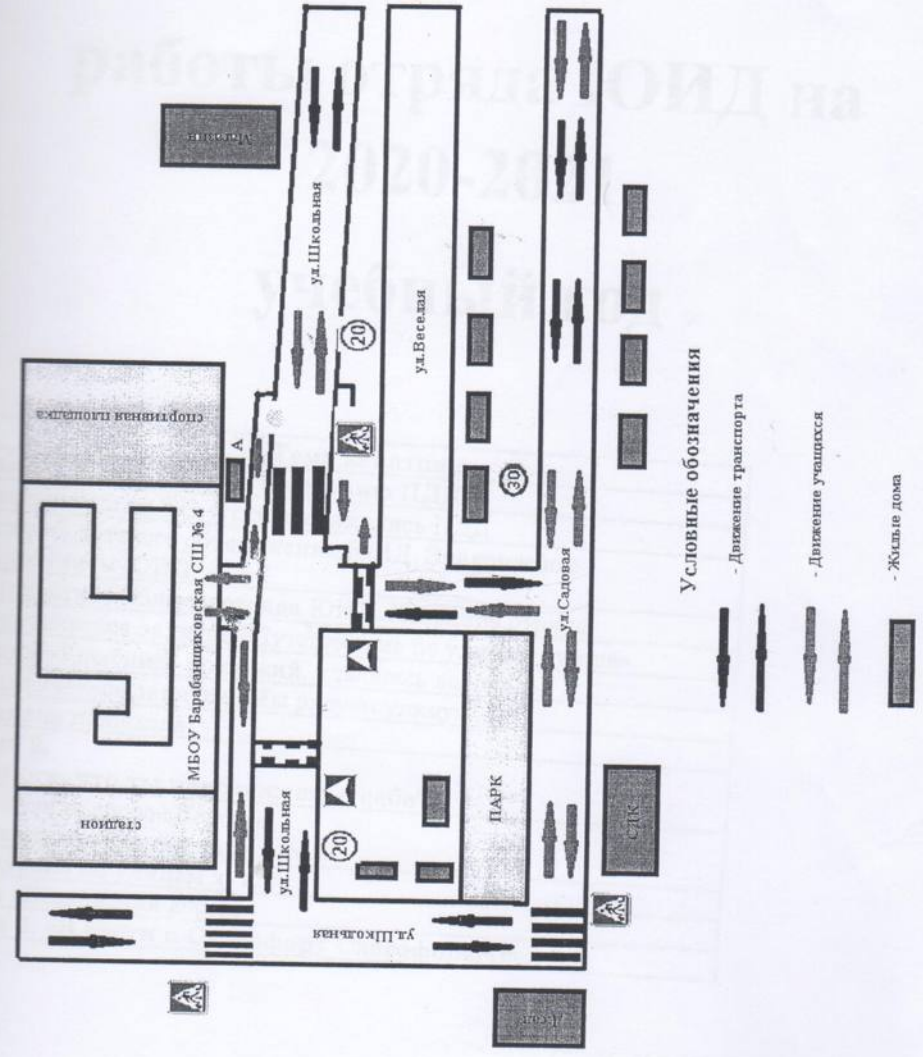 работы отряда ЮИД на
2020-2021
учебный год
Магазин
ул.Школьная
спортивная площадка
А
20
МБОУ Барабанщиковская СШ № 4
стадион
ул.Веселая
30
ул.Школьная
20
ПАРК
ул.Садовая
ул.Школьная
СДК
Д/сад
Условные обозначения
- Движение транспорта
- Движение учащихся
- Жилые дома